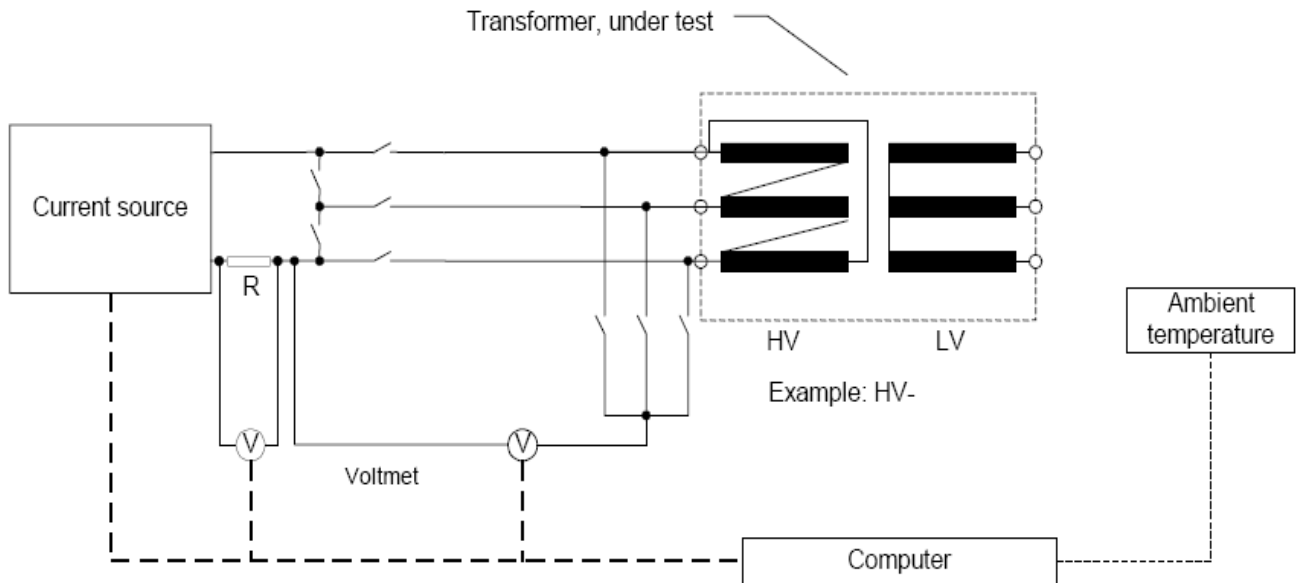 Transformer, under test
Current source
R
HV
LV
Ambient
temperature
Example: HV-
V
V
Voltmet
Computer